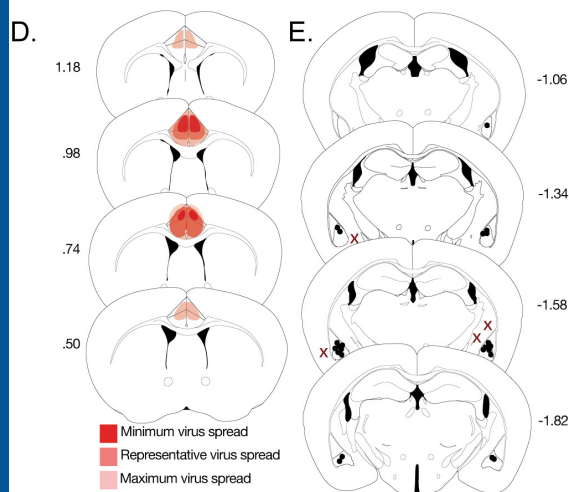 D.
1.18
.98
.74
.50
Minimum virus spread
Representative virus spread
Maximum virus spread
E.
-1.06
-1.34
X
-1.58
X
X
X
-1.82